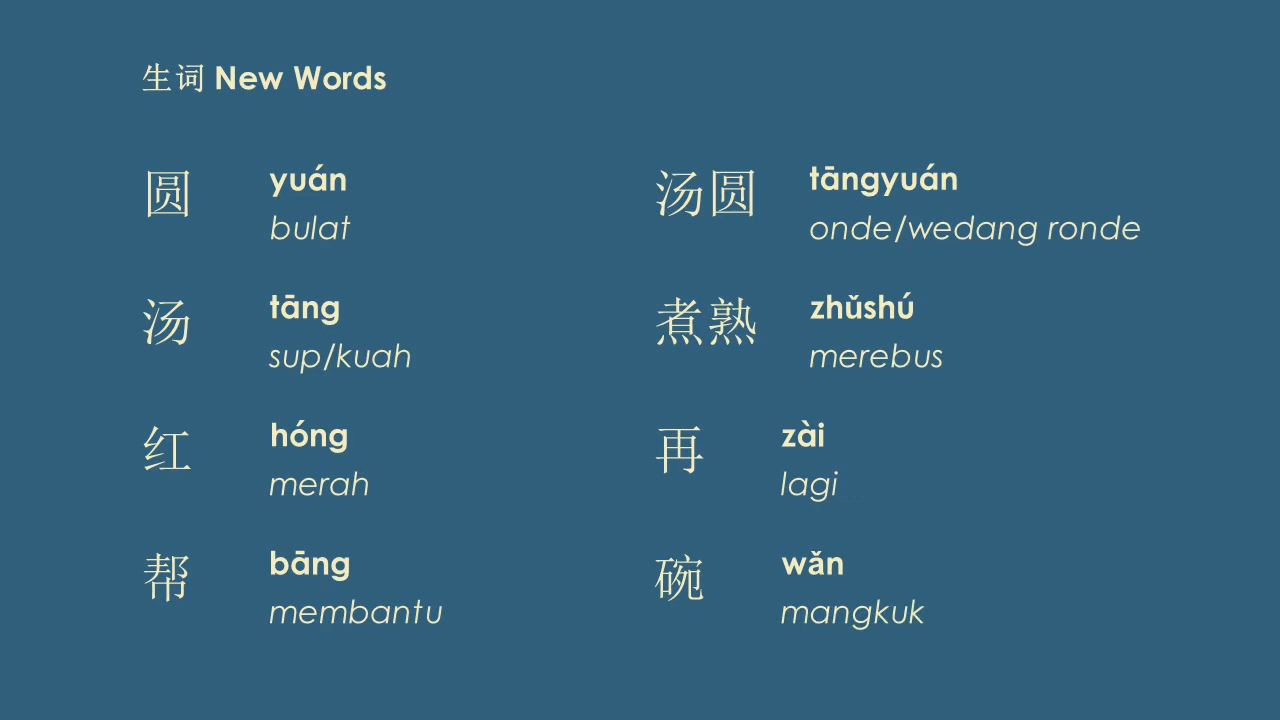 生词 New Words
圆 yuán
bulat
汤 tāng
sup/kuah
红 hóng
merah
帮 bāng
membantu
汤圆 tāngyuán
onde/wedang ronde
煮熟 zhǔshú
merebus
再 zài
lagi
碗 wǎn
mangkuk